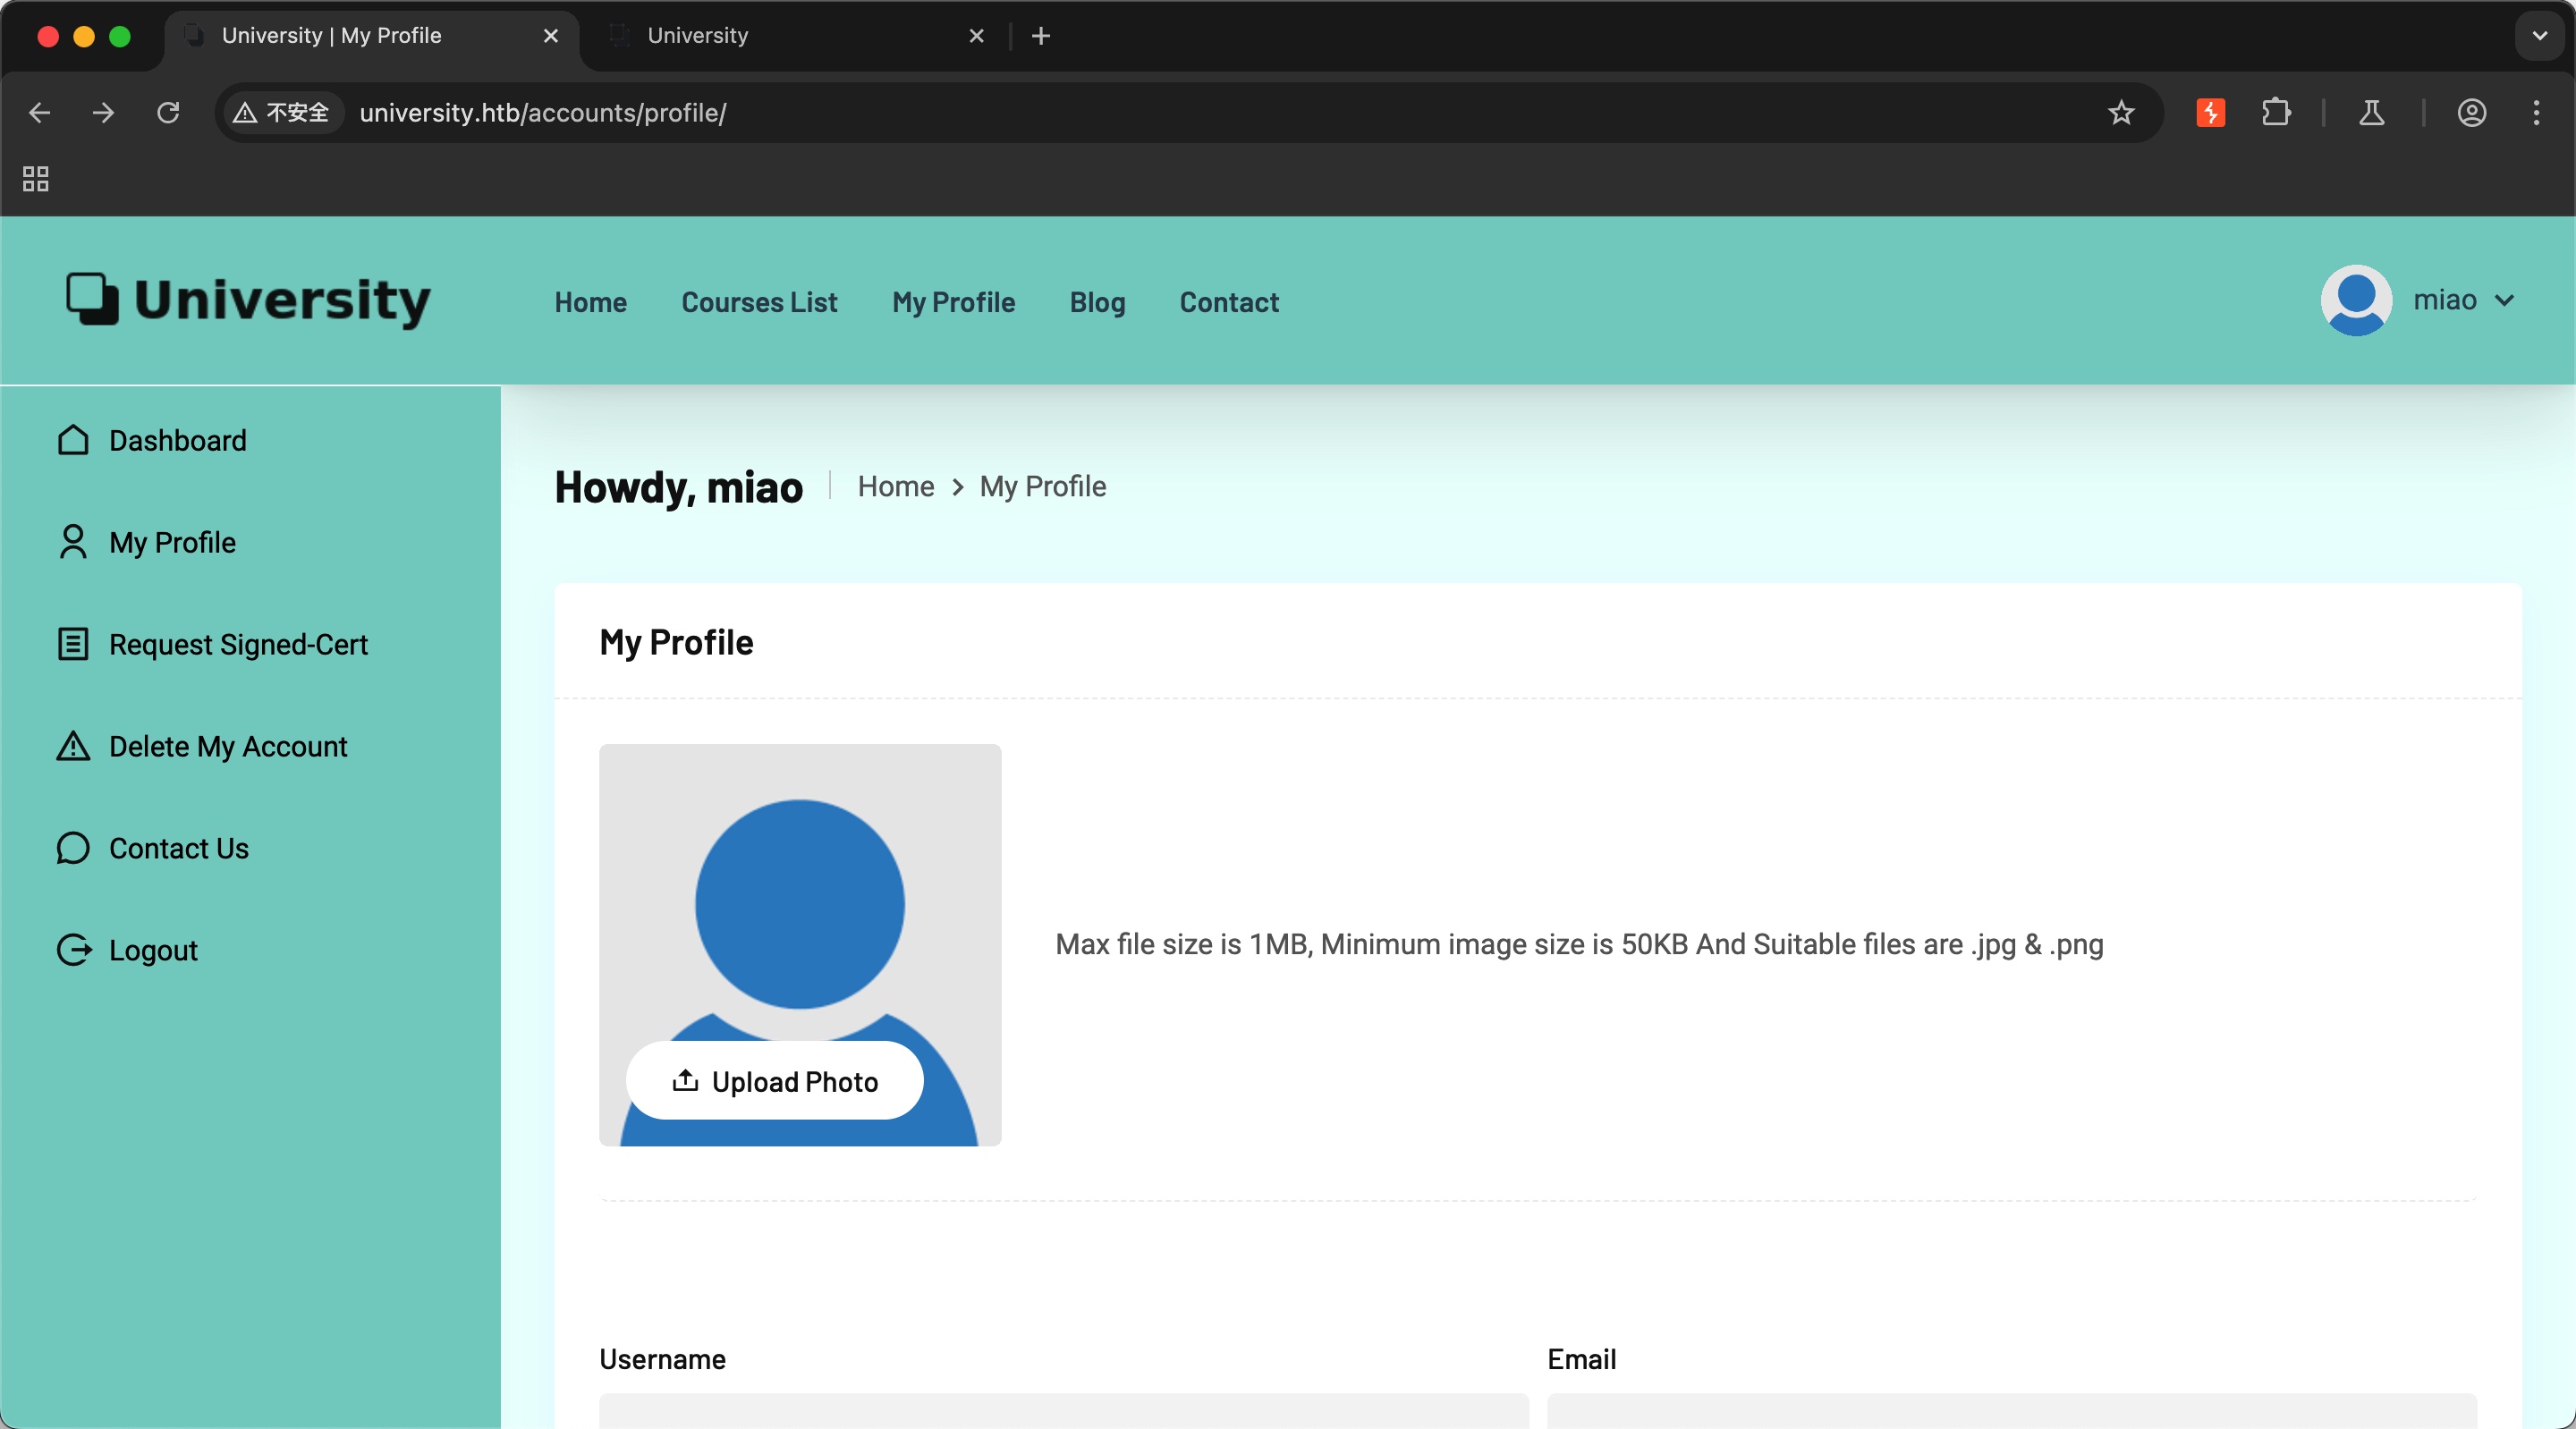 University | My Profile
University
不安全 university.htb/accounts/profile/
University Home Courses List My Profile Blog Contact miao
Dashboard
My Profile
Request Signed-Cert
Delete My Account
Contact Us
Logout
Howdy, miao Home > My Profile
My Profile
Max file size is 1MB, Minimum image size is 50KB And Suitable files are .jpg & .png
Upload Photo
Username
Email